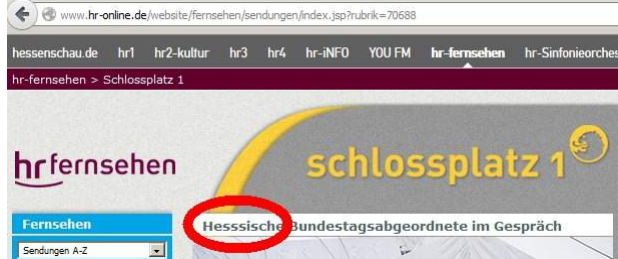 www.hr-online.de/website/fernsehen/sendungen/index.jsp?rubrik=70688
hessenschau.de hr1 hr2-kultur hr3 hr4 hr-iNFO YOU FM hr-fernsehen hr-Sinfonieorches
hr-fernsehen > Schlossplatz 1
hr fernsehen
schlossplatz 1
Fernsehen
Hesssische Bundestagsabgeordnete im Gespräch
Sendungen A-Z